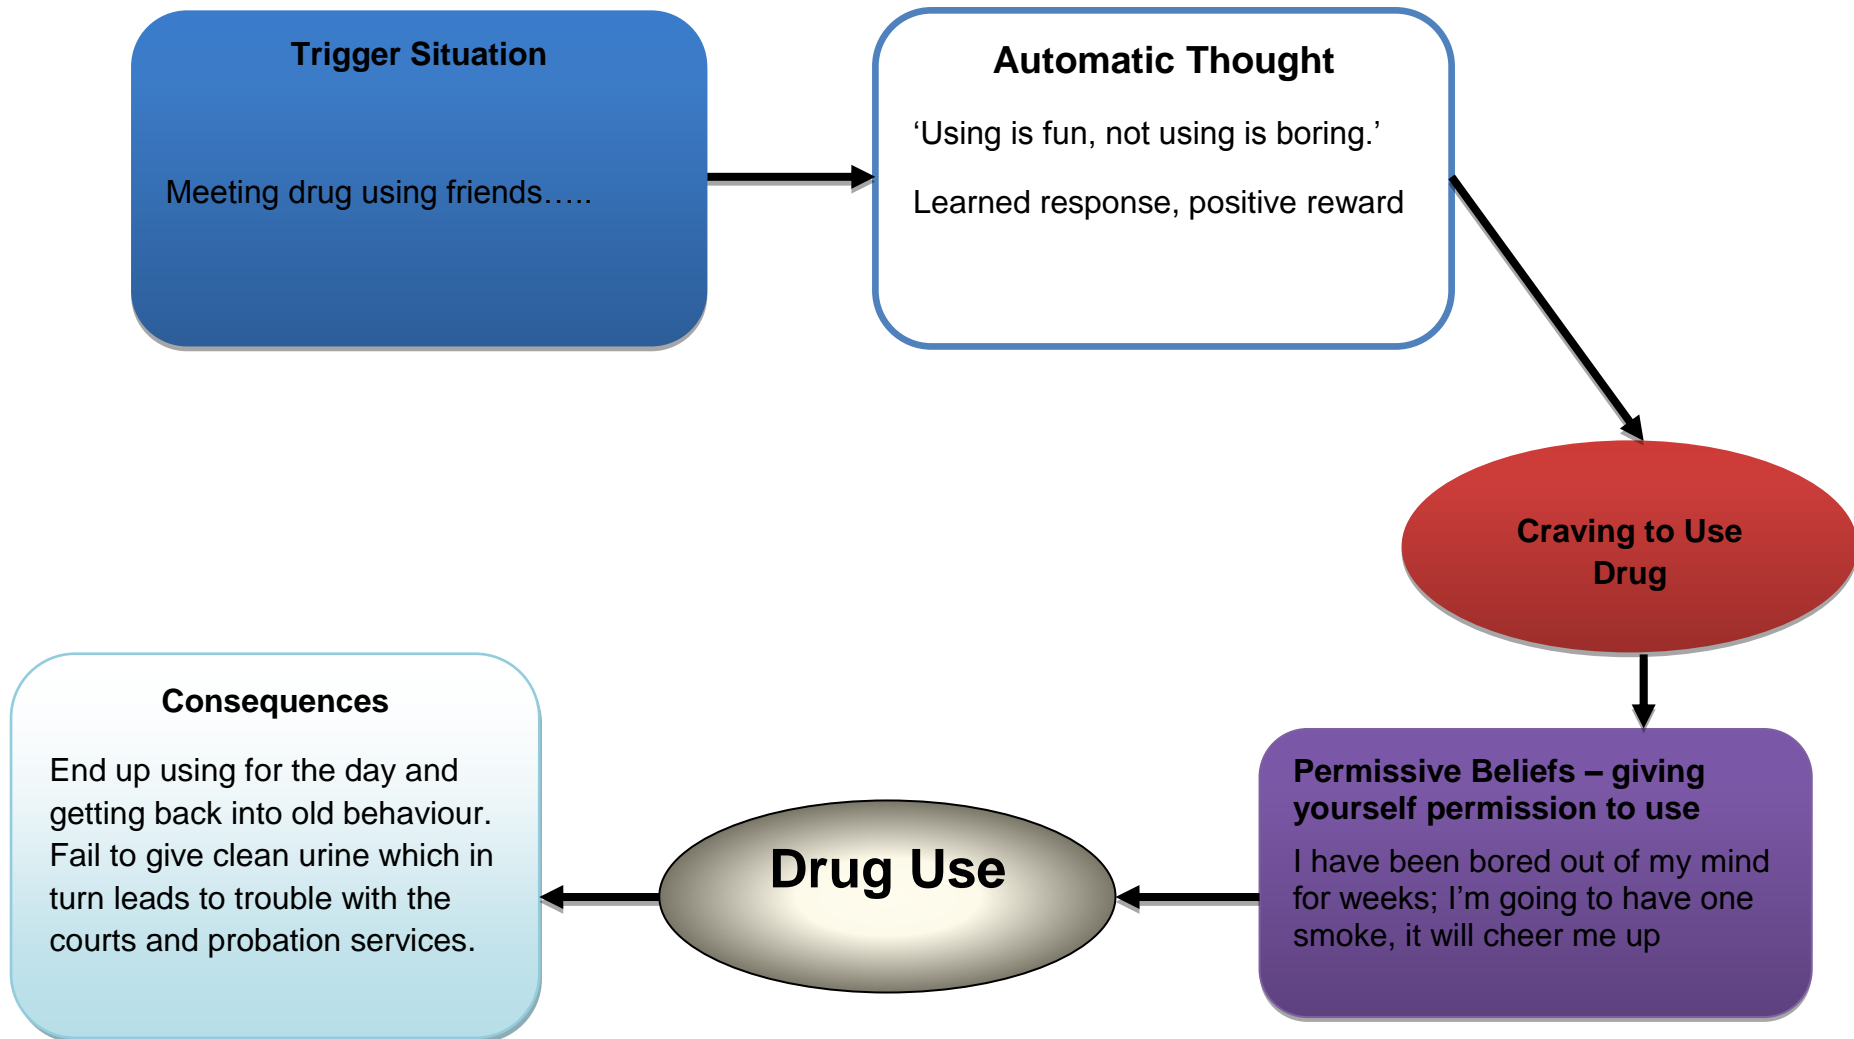 Trigger Situation
Meeting drug using friends…..
Automatic Thought
‘Using is fun, not using is boring.’
Learned response, positive reward
Craving to Use
Drug
Permissive Beliefs – giving
yourself permission to use
I have been bored out of my mind
for weeks; I’m going to have one
smoke, it will cheer me up
Drug Use
Consequences
End up using for the day and
getting back into old behaviour.
Fail to give clean urine which in
turn leads to trouble with the
courts and probation services.